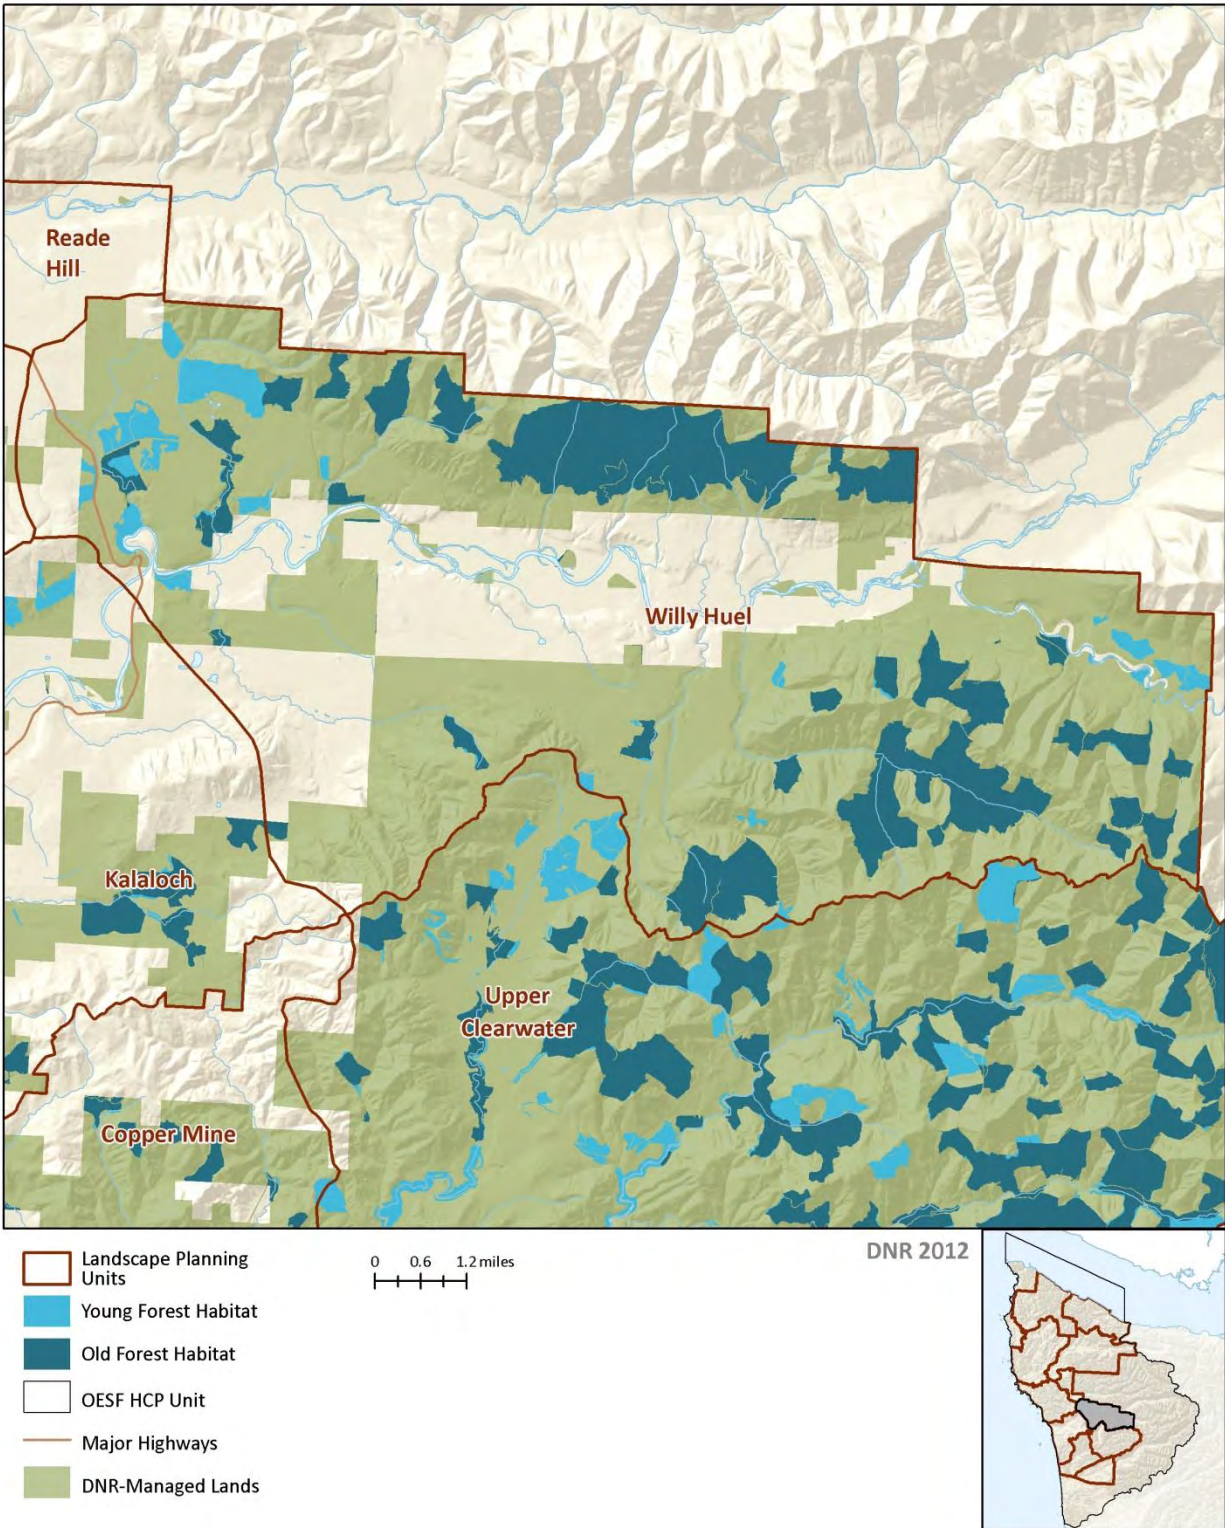 Reade
Hill
Willy Huel
Kalaloch
Upper
Clearwater
Copper Mine
Landscape Planning
Units
Young Forest Habitat
Old Forest Habitat
OESF HCP Unit
Major Highways
DNR-Managed Lands
0 0.6 1.2 miles
DNR 2012